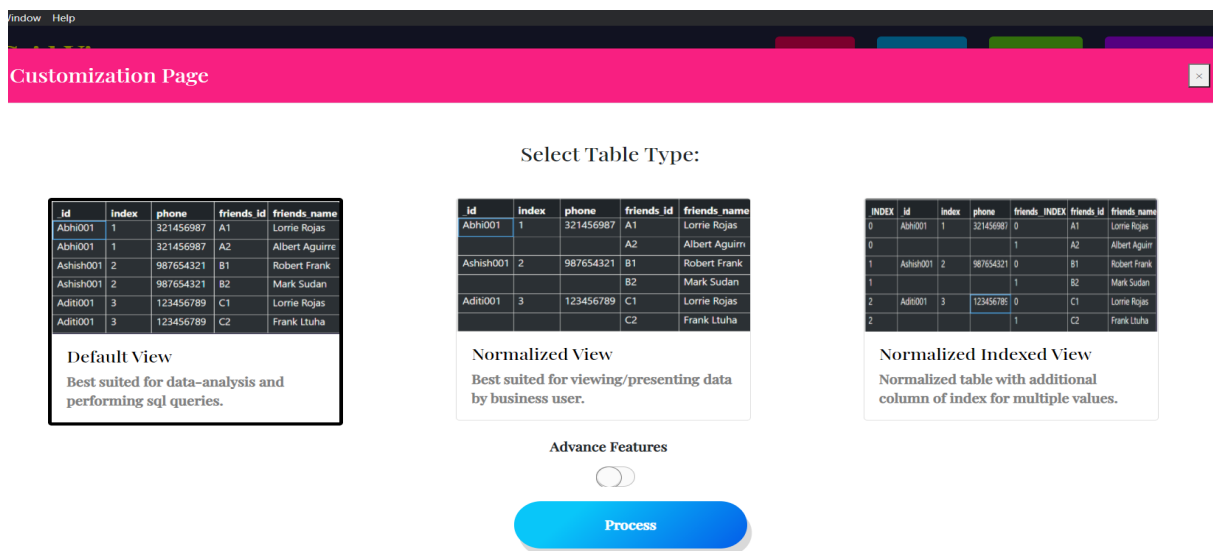 Window Help
Customization Page
×
Select Table Type:
_id index phone friends_id friends_name
Abhi001 1 321456987 A1 Lorrie Rojas
Abhi001 1 321456987 A2 Albert Aguirre
Ashish001 2 987654321 B1 Robert Frank
Ashish001 2 987654321 B2 Mark Sudan
Aditi001 3 123456789 C1 Lorrie Rojas
Aditi001 3 123456789 C2 Frank Ltuha
Default View
Best suited for data-analysis and
performing sql queries.
_id index phone friends_id friends_name
Abhi001 1 321456987 A1 Lorrie Rojas
A2 Albert Aguirr
Ashish001 2 987654321 B1 Robert Frank
B2 Mark Sudan
Aditi001 3 123456789 C1 Lorrie Rojas
C2 Frank Ltuha
Normalized View
Best suited for viewing/presenting data
by business user.
_INDEX _id index phone friends_INDEX friends_id friends_name
0 Abhi001 1 321456987 0 A1 Lorrie Rojas
0 1 A2 Albert Aguirr
1 Ashish001 2 987654321 0 B1 Robert Frank
1 1 B2 Mark Sudan
2 Aditi001 3 123456789 0 C1 Lorrie Rojas
2 1 C2 Frank Ltuha
Normalized Indexed View
Normalized table with additional
column of index for multiple values.
Advance Features
Process